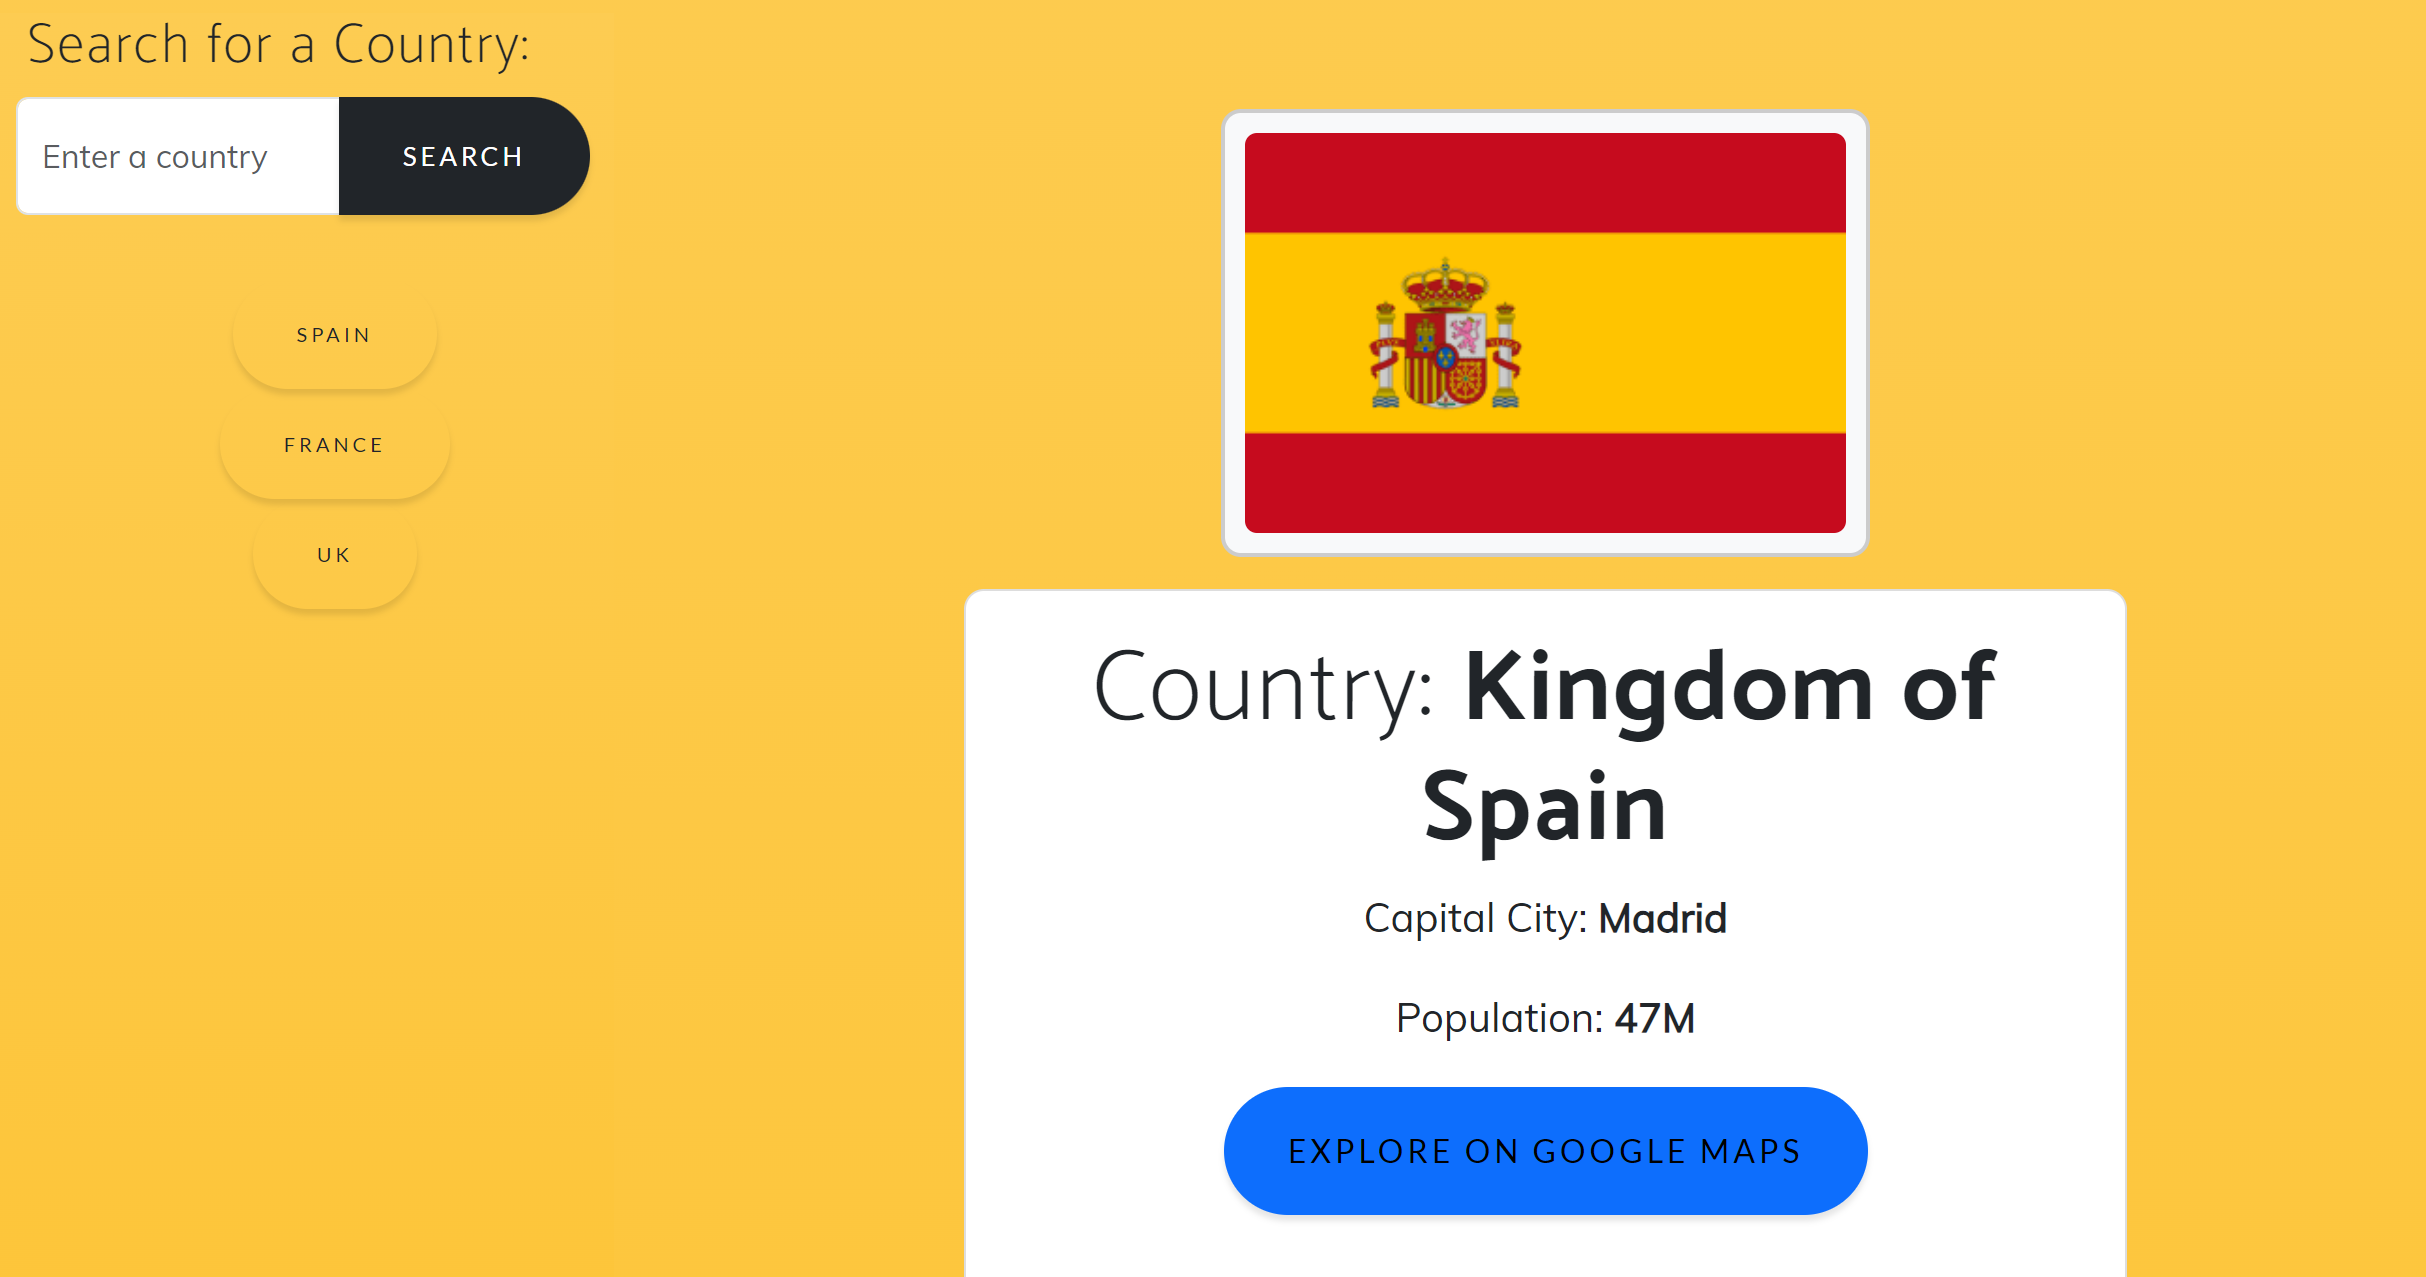 Search for a Country:
Enter a country
SEARCH
SPAIN
FRANCE
UK
Country: Kingdom of
Spain
Capital City: Madrid
Population: 47M
EXPLORE ON GOOGLE MAPS